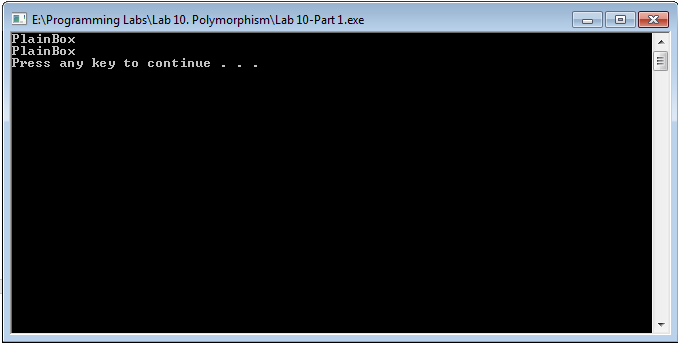 E:\Programming Labs\Lab 10. Polymorphism\Lab 10-Part 1.exe
PlainBox
PlainBox
Press any key to continue . . .